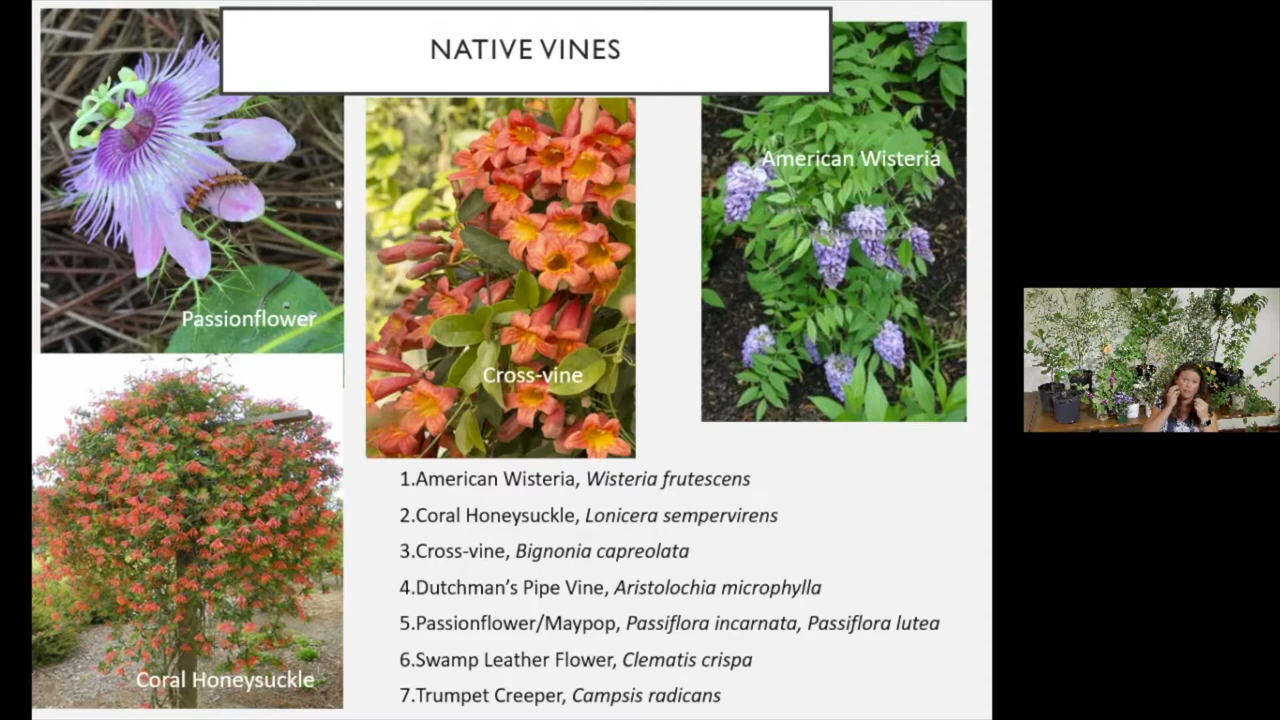 NATIVE VINES
American Wisteria
Passionflower
Cross-vine
Coral Honeysuckle
1.American Wisteria, Wisteria frutescens
2.Coral Honeysuckle, Lonicera sempervirens
3.Cross-vine, Bignonia capreolata
4.Dutchman’s Pipe Vine, Aristolochia microphylla
5.Passionflower/Maypop, Passiflora incarnata, Passiflora lutea
6.Swamp Leather Flower, Clematis crispa
7.Trumpet Creeper, Campsis radicans